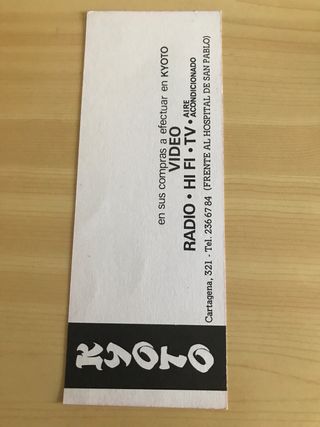 KYOTO
en sus compras a efectuar en KYOTO
VIDEO
RADIO • HI FI • TV • AIRE ACONDICIONADO
Cartagena, 321 - Tel. 236 67 84 (FRENTE AL HOSPITAL DE SAN PABLO)